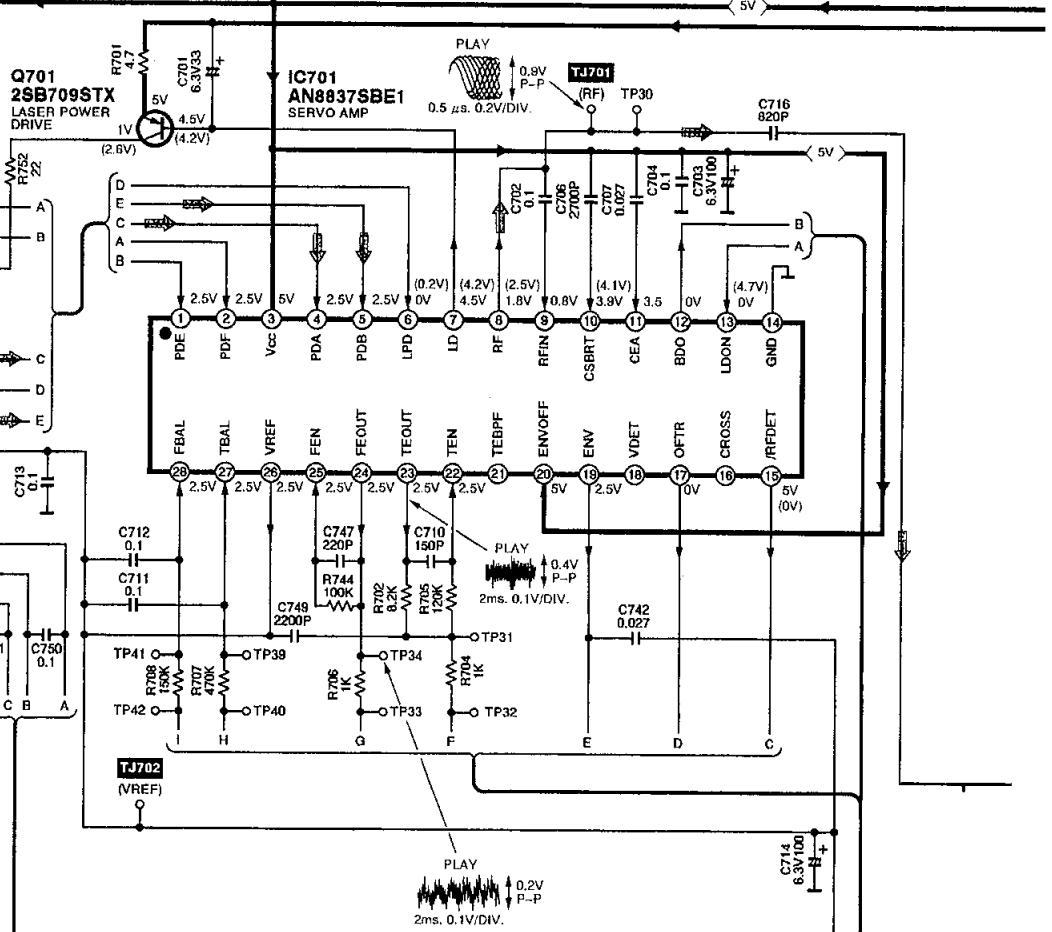 5V
R701
4.7
C701
6.3V33
+
Q701
2SB709STX
LASER POWER
DRIVE
IC701
AN8837SBE1
SERVO AMP
PLAY
0.9V
P-P
0.5 µs. 0.2V/DIV.
TJ701
(RF)
TP30
C716
820P
5V
4.5V
(4.2V)
1V
(2.6V)
R752
22
5V
C702
0.1
C706
2700P
C707
0.027
C704
0.1
C703
6.3V100
+
A
B
C
D
E
D
E
C
A
B
B
A
2.5V
2.5V
5V
2.5V
2.5V
(0.2V)
0V
(4.2V)
4.5V
(2.5V)
1.8V
0.8V
(4.1V)
3.9V
3.5
0V
(4.7V)
0V
1 2 3 4 5 6 7 8 9 10 11 12 13 14
PDE PDF Vcc PDA PDB LPD LD RF RFIN CSBRT CEA BDO LDON GND
FBAL TBAL VREF FEN FEOUT TEOUT TEN TEBPF ENVOFF ENV VDET OFTR CROSS /RFDET
28 27 26 25 24 23 22 21 20 19 18 17 16 15
2.5V 2.5V 2.5V 2.5V 2.5V 2.5V 2.5V 5V 2.5V 0V 5V
(0V)
C713
0.1
C712
0.1
C711
0.1
C747
220P
R744
100K
C710
150P
R702
8.2K
R705
120K
PLAY
0.4V
P-P
2ms. 0.1V/DIV.
C749
2200P
C742
0.027
C750
0.1
1
TP31
TP41
TP39
TP34
R708
150K
R707
470K
R706
1K
R704
1K
TP42
TP40
TP33
TP32
C B A
I H G F E D C
TJ702
(VREF)
C714
6.3V100
+
PLAY
0.2V
P-P
2ms. 0.1V/DIV.